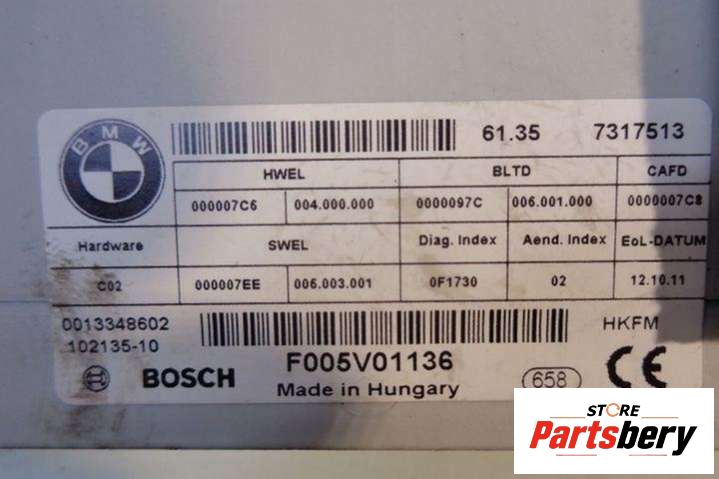 BMW
61.35 7317513
HWEL BLTD CAFD
000007C6 004.000.000 0000097C 006.001.000 0000007C8
Hardware SWEL Diag. Index Aend. Index EoL-DATUM
C02 000007EE 006.003.001 0F1730 02 12.10.11
0013348602 HKFM
102135-10
BOSCH F005V01136 658 CE
Made in Hungary
STORE
Partsbery